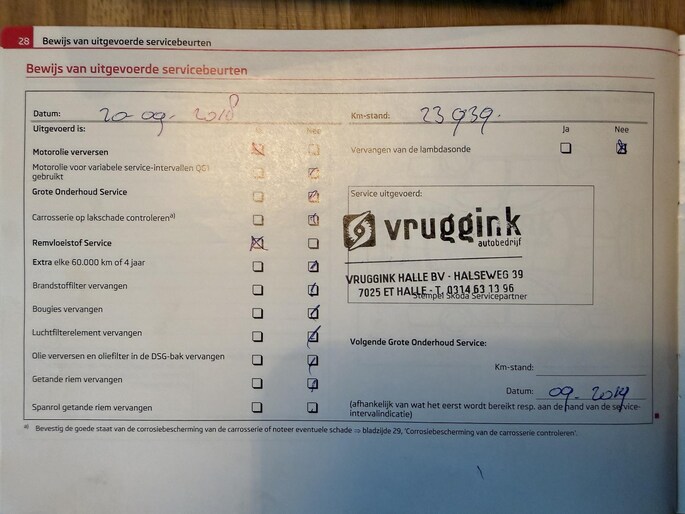 28 Bewijs van uitgevoerde servicebeurten
Bewijs van uitgevoerde servicebeurten
Datum: 20-09-2018
Km-stand: 23939.
Uitgevoerd is: Ja Nee
Ja Nee
Motorolie verversen
Vervangen van de lambdasonde
Motorolie voor variabele service-intervallen QG1
gebruikt
Grote Onderhoud Service
Service uitgevoerd:
Carrosserie op lakschade controleren a)
vruggink
autobedrijf
Remvloeistof Service
Extra elke 60.000 km of 4 jaar
VRUGGINK HALLE BV - HALSEWEG 39
Brandstoffilter vervangen
7025 ET HALLE - T. 0314 63 13 96
Stempel Skoda Servicepartner
Bougies vervangen
Luchtfilterelement vervangen
Volgende Grote Onderhoud Service:
Olie verversen en oliefilter in de DSG-bak vervangen
Km-stand:
Getande riem vervangen
Datum: 09-2019
Spanrol getande riem vervangen
(afhankelijk van wat het eerst wordt bereikt resp. aan de hand van de service-
intervalindicatie)
a) Bevestig de goede staat van de corrosiebescherming van de carrosserie of noteer eventuele schade ⇒ bladzijde 29, 'Corrosiebescherming van de carrosserie controleren'.